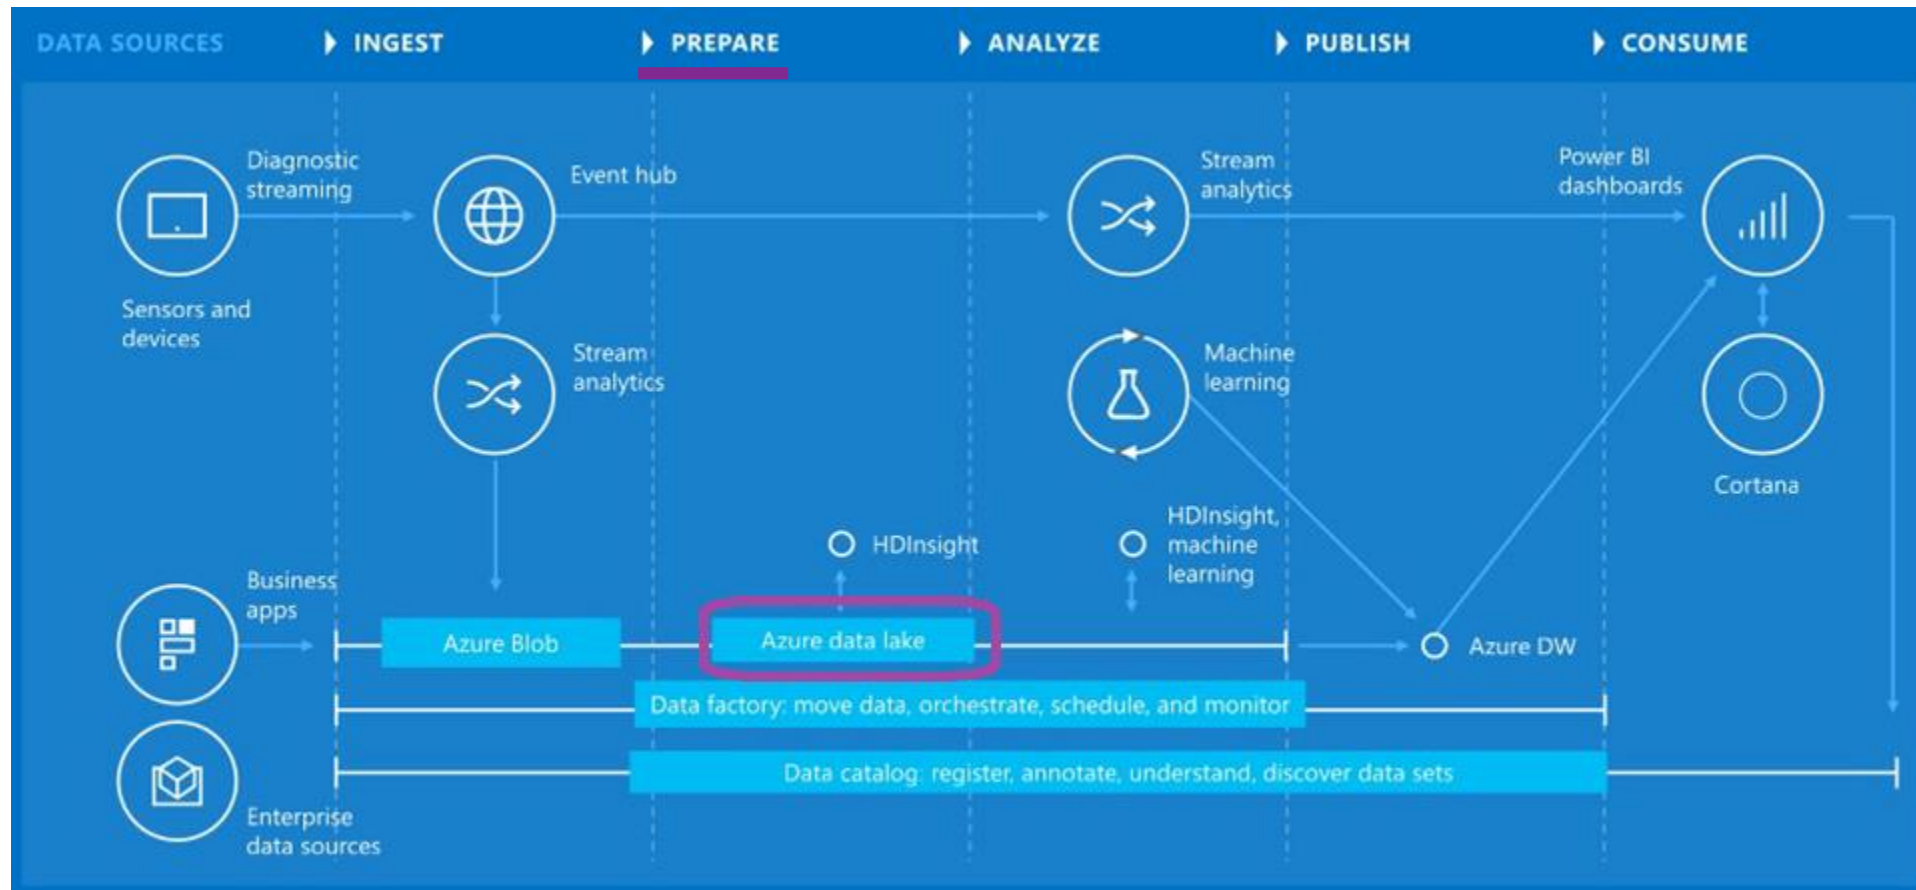 DATA SOURCES
INGEST
PREPARE
ANALYZE
PUBLISH
CONSUME
Diagnostic
streaming
Event hub
Stream
analytics
Power BI
dashboards
Sensors and
devices
Stream
analytics
Machine
learning
Cortana
HDInsight
HDInsight,
machine
learning
Business
apps
Azure Blob
Azure data lake
Azure DW
Data factory: move data, orchestrate, schedule, and monitor
Data catalog: register, annotate, understand, discover data sets
Enterprise
data sources